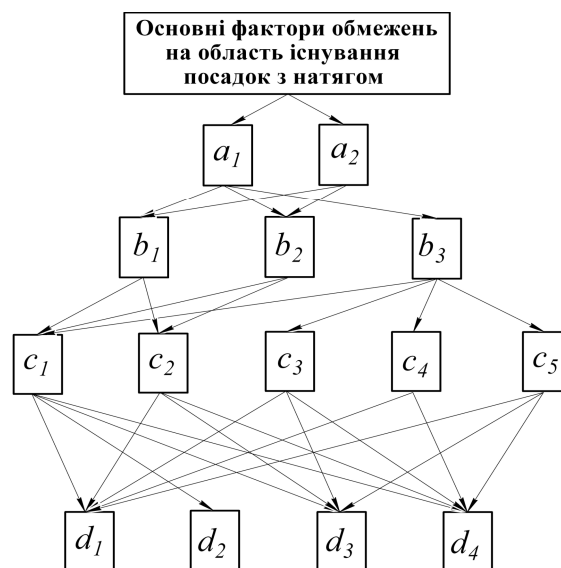 Основні фактори обмежень
на область існування
посадок з натягом
a1 a2
b1 b2 b3
c1 c2 c3 c4 c5
d1 d2 d3 d4